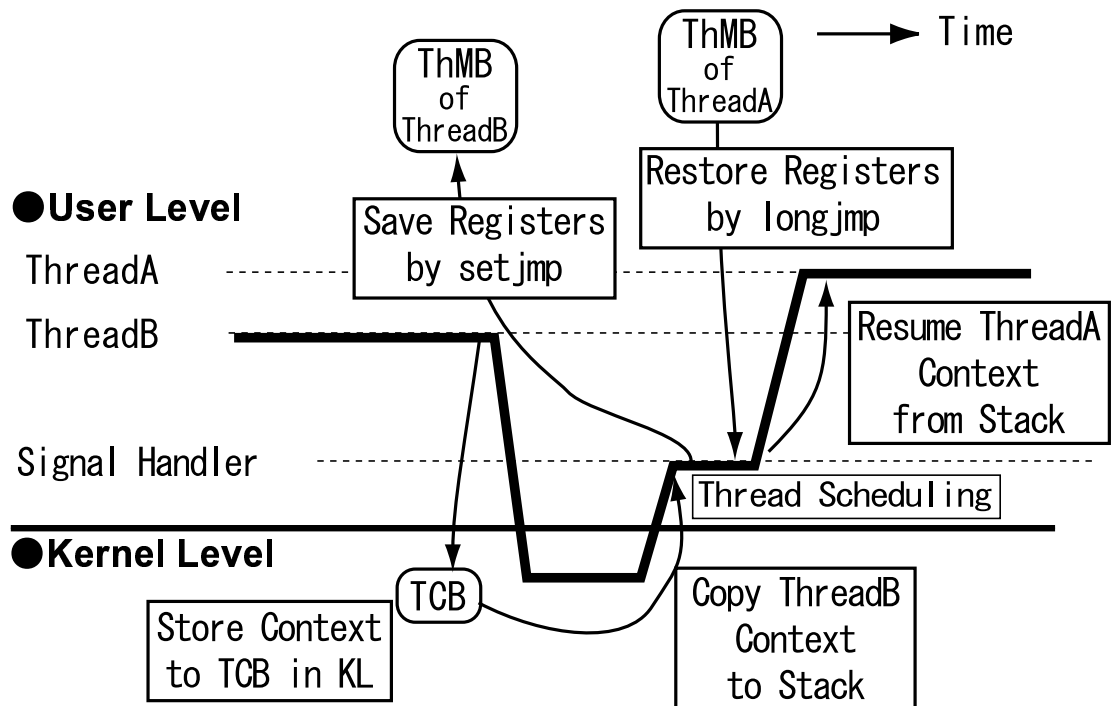 ThMB
of
ThreadB
ThMB
of
ThreadA
Time
●User Level
Save Registers
by setjmp
Restore Registers
by longjmp
ThreadA
ThreadB
Resume ThreadA
Context
from Stack
Signal Handler
Thread Scheduling
●Kernel Level
TCB
Store Context
to TCB in KL
Copy ThreadB
Context
to Stack